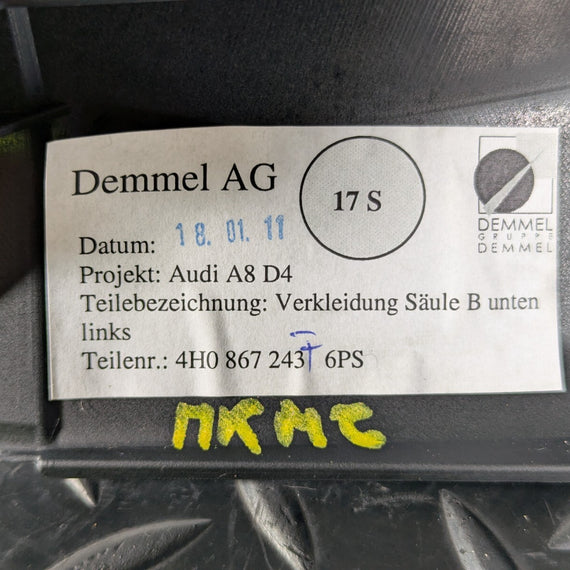 Demmel AG
17 S
DEMMEL
GRUPPE
DEMMEL
Datum: 18. 01. 11
Projekt: Audi A8 D4
Teilebezeichnung: Verkleidung Säule B unten
links
Teilenr.: 4H0 867 243 F 6PS